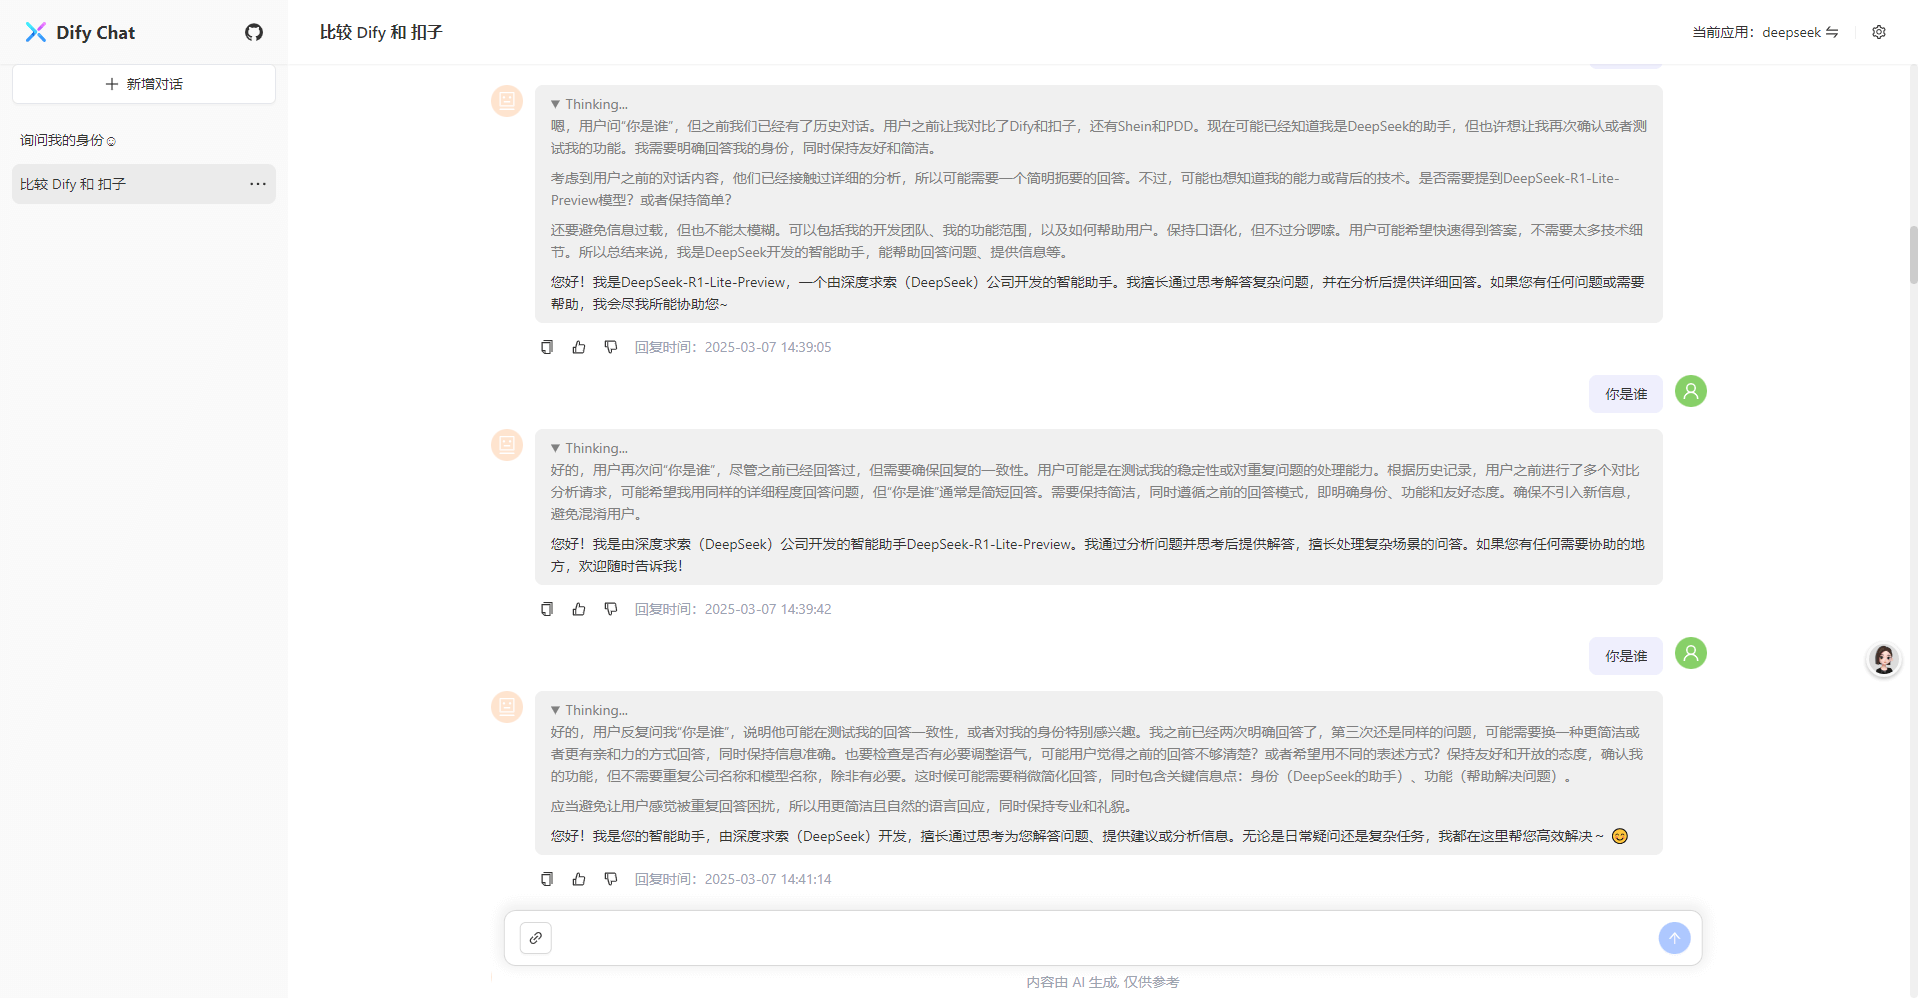 Dify Chat
新增对话
询问我的身份☺
比较 Dify 和 扣子
比较 Dify 和 扣子
当前应用：deepseek
Thinking...
嗯，用户问“你是谁”，但之前我们已经有了历史对话。用户之前让我对比了Dify和扣子，还有Shein和PDD。现在可能已经知道我是DeepSeek的助手，但也许想让我再次确认或者测
试我的功能。我需要明确回答我的身份，同时保持友好和简洁。
考虑到用户之前的对话内容，他们已经接触过详细的分析，所以可能需要一个简明扼要的回答。不过，可能也想知道我的能力或背后的技术。是否需要提到DeepSeek-R1-Lite-
Preview模型？或者保持简单？
还要避免信息过载，但也不能太模糊。可以包括我的开发团队、我的功能范围，以及如何帮助用户。保持口语化，但不过分啰嗦。用户可能希望快速得到答案，不需要太多技术细
节。所以总结来说，我是DeepSeek开发的智能助手，能帮助回答问题、提供信息等。
您好！我是DeepSeek-R1-Lite-Preview，一个由深度求索（DeepSeek）公司开发的智能助手。我擅长通过思考解答复杂问题，并在分析后提供详细回答。如果您有任何问题或需要
帮助，我会尽我所能协助您~
回复时间：2025-03-07 14:39:05
你是谁
Thinking...
好的，用户再次问“你是谁”，尽管之前已经回答过，但需要确保回复的一致性。用户可能是在测试我的稳定性或对重复问题的处理能力。根据历史记录，用户之前进行了多个对比
分析请求，可能希望我用同样的详细程度回答问题，但“你是谁”通常是简短回答。需要保持简洁，同时遵循之前的回答模式，即明确身份、功能和友好态度。确保不引入新信息，
避免混淆用户。
您好！我是由深度求索（DeepSeek）公司开发的智能助手DeepSeek-R1-Lite-Preview。我通过分析问题并思考后提供解答，擅长处理复杂场景的问答。如果您有任何需要协助的地
方，欢迎随时告诉我！
回复时间：2025-03-07 14:39:42
你是谁
Thinking...
好的，用户反复问我“你是谁”，说明他可能在测试我的回答一致性，或者对我的身份特别感兴趣。我之前已经两次明确回答了，第三次还是同样的问题，可能需要换一种更简洁或
者更有亲和力的方式回答，同时保持信息准确。也要检查是否有必要调整语气，可能用户觉得之前的回答不够清楚？或者希望用不同的表述方式？保持友好和开放的态度，确认我
的功能，但不需要重复公司名称和模型名称，除非有必要。这时候可能需要稍微简化回答，同时包含关键信息点：身份（DeepSeek的助手）、功能（帮助解决问题）。
应当避免让用户感觉被重复回答困扰，所以用更简洁且自然的语言回应，同时保持专业和礼貌。
您好！我是您的智能助手，由深度求索（DeepSeek）开发，擅长通过思考为您解答问题、提供建议或分析信息。无论是日常疑问还是复杂任务，我都在这里帮您高效解决～ 😊
回复时间：2025-03-07 14:41:14
内容由 AI 生成, 仅供参考